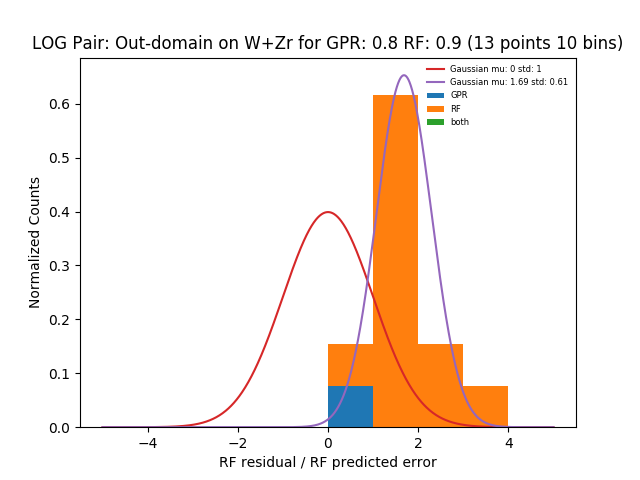 LOG Pair: Out-domain on W+Zr for GPR: 0.8 RF: 0.9 (13 points 10 bins)
Gaussian mu: 0 std: 1
Gaussian mu: 1.69 std: 0.61
GPR
RF
both
Normalized Counts
0.6
0.5
0.4
0.3
0.2
0.1
0.0
−4
−2
0
2
4
RF residual / RF predicted error